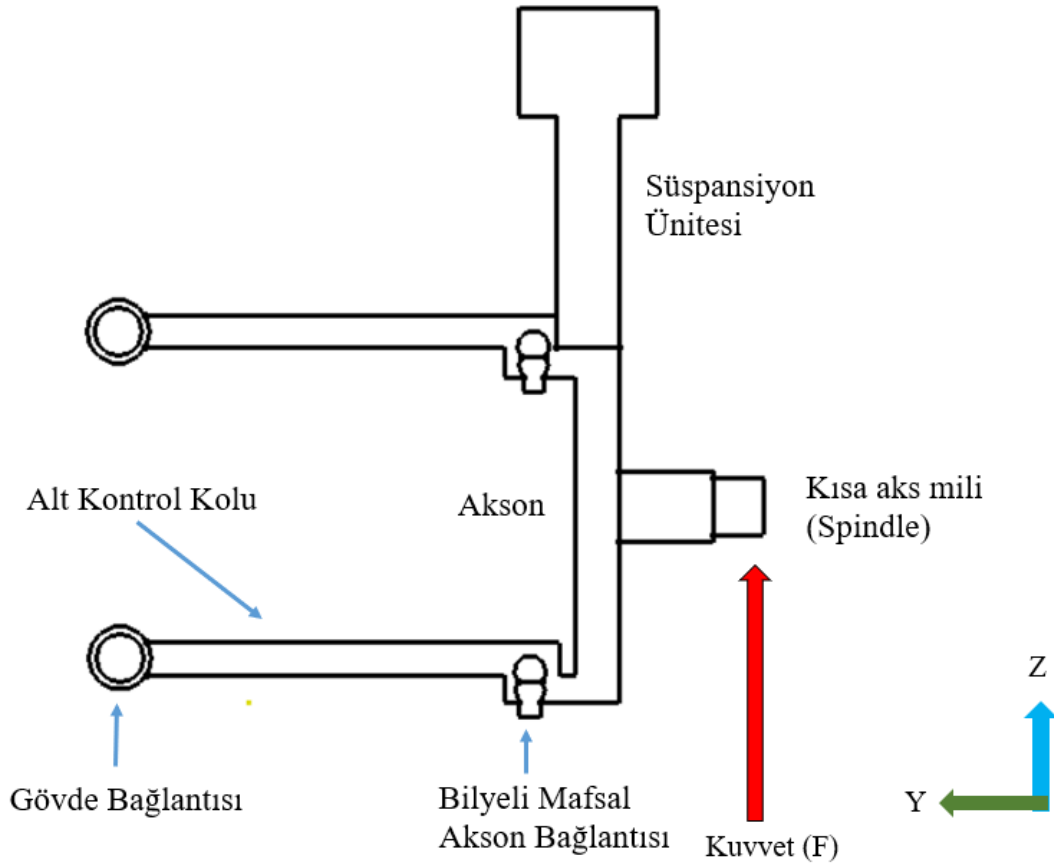 Süspansiyon
Ünitesi
Alt Kontrol Kolu
Akson
Kısa aks mili
(Spindle)
Gövde Bağlantısı
Bilyeli Mafsal
Akson Bağlantısı
Kuvvet (F)
Z
Y